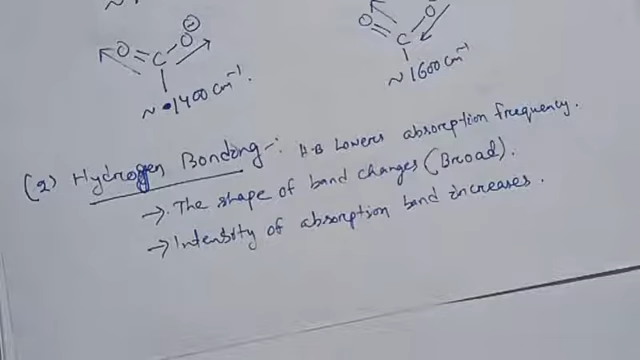 O=C-O⊖
~1400 cm⁻¹.
O=C-O
~1600 cm⁻¹
(2) Hydrogen Bonding -: H-B Lowers absorption frequency.
→ The shape of band changes (Broad).
→ Intensity of absorption band increases.